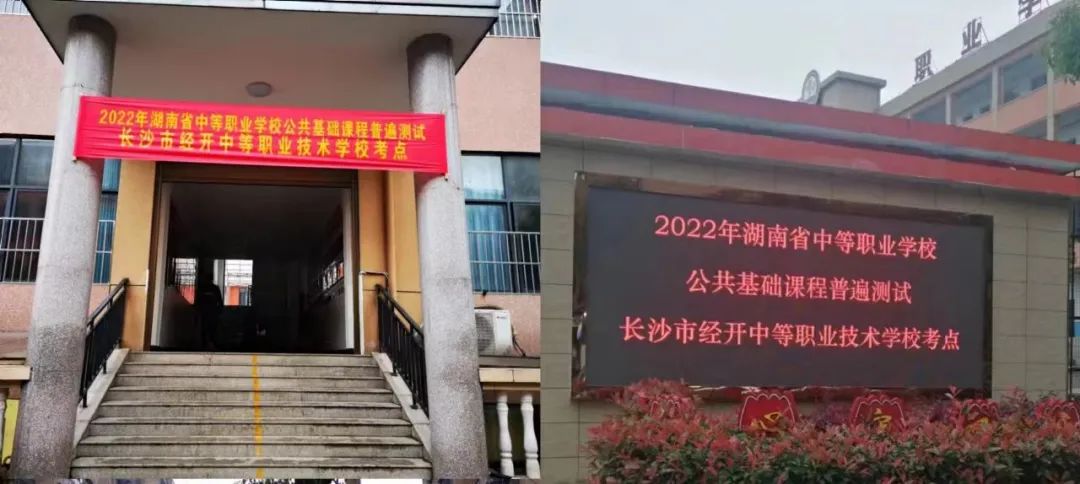 2022年湖南省中等职业学校公共基础课程普遍测试
长沙市经开中等职业技术学校考点
职业学
2022年湖南省中等职业学校
公共基础课程普遍测试
长沙市经开中等职业技术学校考点